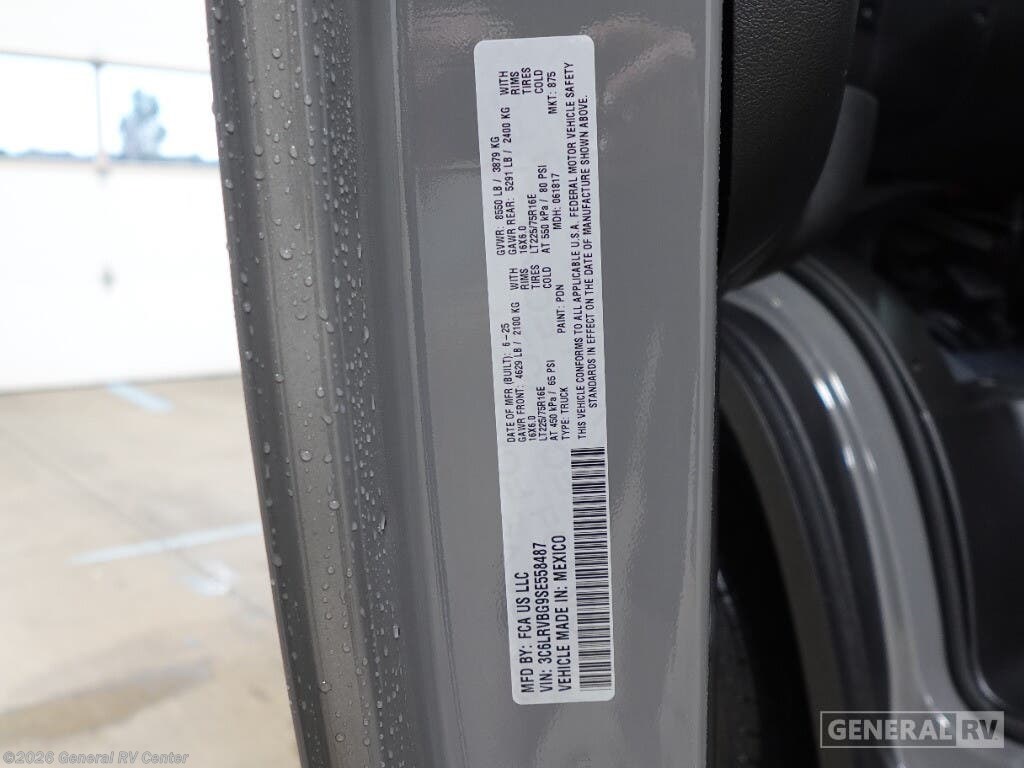 MFD BY: FCA US LLC
VIN: 3C6LRVBG9SE558487
VEHICLE MADE IN: MEXICO
DATE OF MFR (BUILT): 6-25
GAWR FRONT: 4629 LB / 2100 KG WITH
16X6.0 RIMS
LT225/75R16E TIRES
AT 450 kPa / 65 PSI COLD
TYPE: TRUCK PAINT: PDN
GVWR: 8550 LB / 3879 KG
GAWR REAR: 5291 LB / 2400 KG WITH
16X6.0 RIMS
LT225/75R16E TIRES
AT 550 kPa / 80 PSI COLD
MDH: 061817 MKT: 875
THIS VEHICLE CONFORMS TO ALL APPLICABLE U.S.A. FEDERAL MOTOR VEHICLE SAFETY
STANDARDS IN EFFECT ON THE DATE OF MANUFACTURE SHOWN ABOVE.
GENERAL RV
©2026 General RV Center